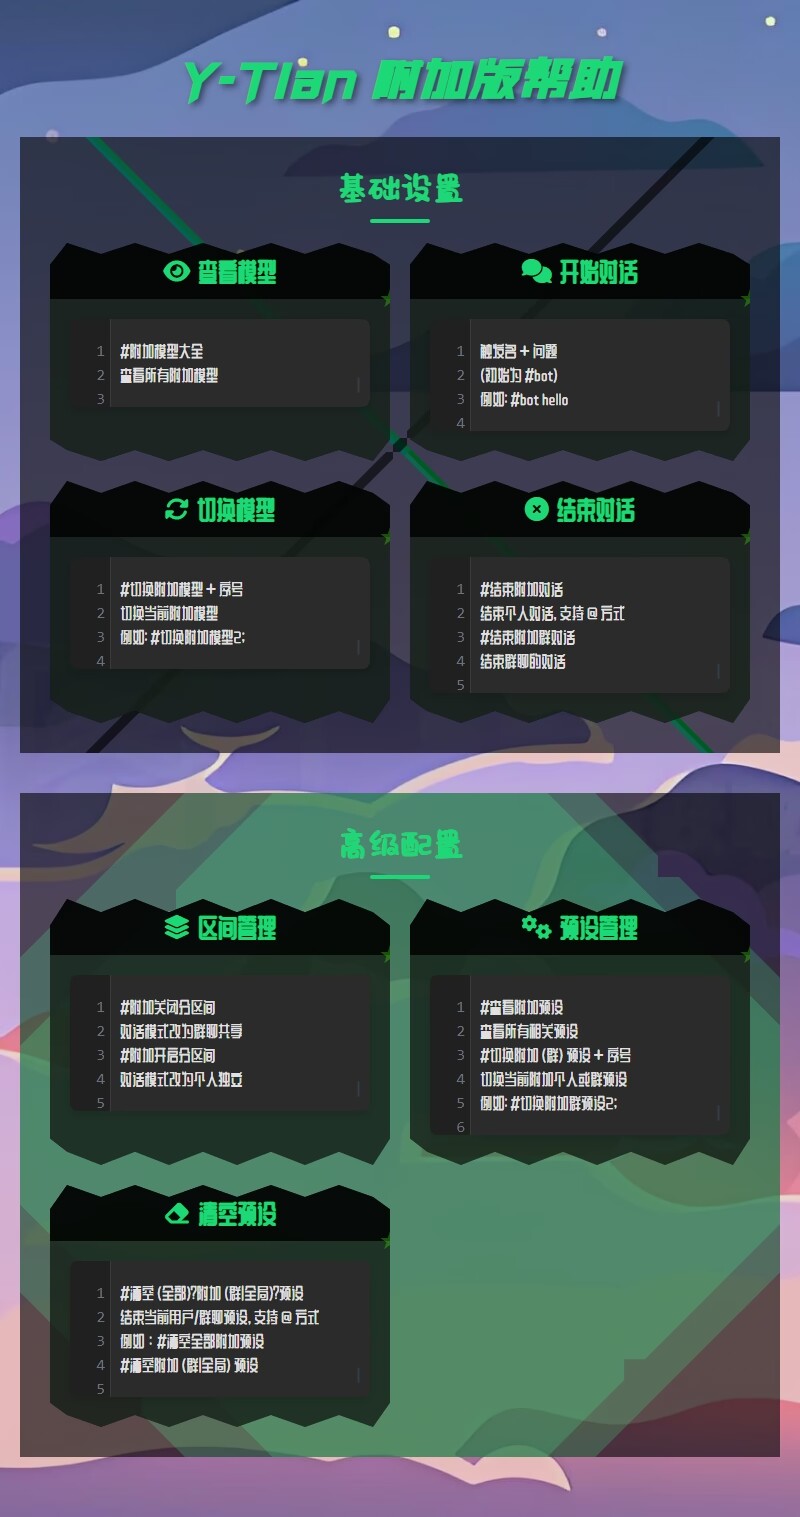 Y-Tian 附加版帮助
基础设置
查看模型
1 #附加模型大全
2 查看所有附加模型
3
开始对话
1 触发名 + 问题
2 (初始为 #bot)
3 例如: #bot hello
4
切换模型
1 #切换附加模型 + 序号
2 切换当前附加模型
3 例如: #切换附加模型2;
4
结束对话
1 #结束附加对话
2 结束个人对话, 支持 @ 方式
3 #结束附加群对话
4 结束群聊的对话
5
高级配置
区间管理
1 #附加关闭分区间
2 对话模式改为群聊共享
3 #附加开启分区间
4 对话模式改为个人独立
5
预设管理
1 #查看附加预设
2 查看所有相关预设
3 #切换附加 (群) 预设 + 序号
4 切换当前附加个人或群预设
5 例如: #切换附加群预设2;
6
清空预设
1 #清空 (全部)?附加 (群|全局)?预设
2 结束当前用户/群聊预设, 支持 @ 方式
3 例如：#清空全部附加预设
4 #清空附加 (群|全局) 预设
5